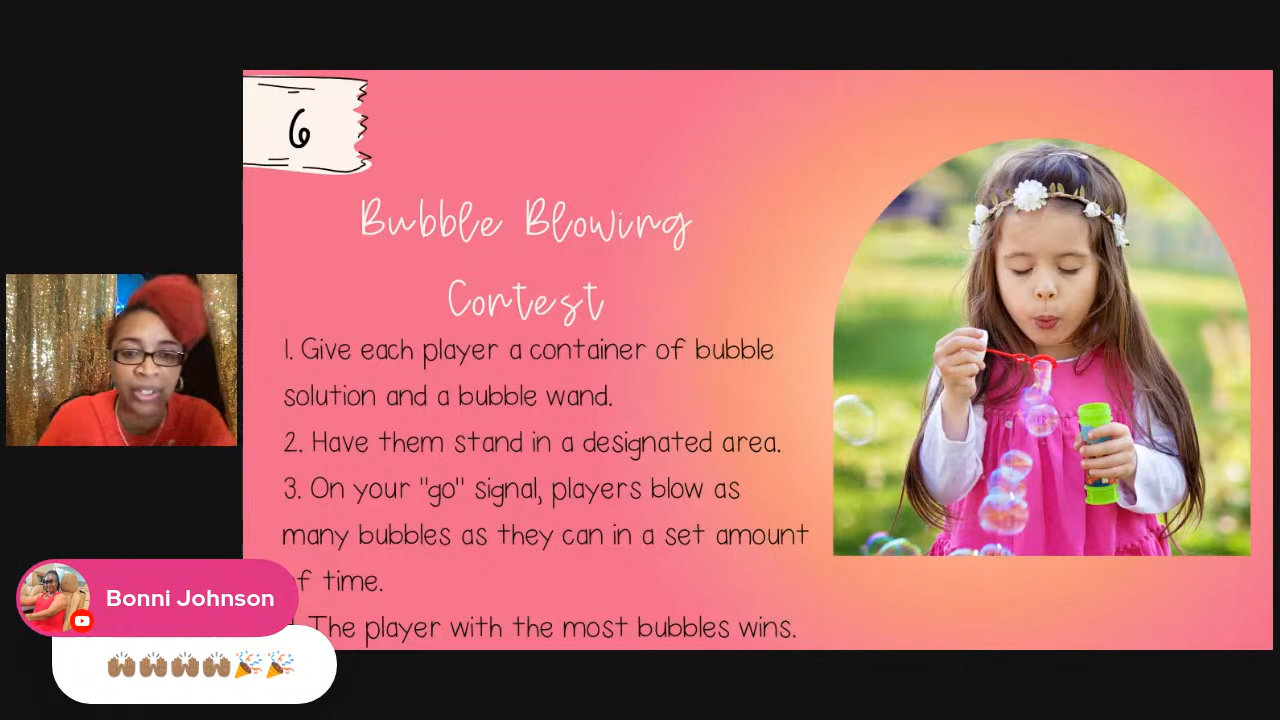 6
Bubble Blowing
Contest
1. Give each player a container of bubble
solution and a bubble wand.
2. Have them stand in a designated area.
3. On your "go" signal, players blow as
many bubbles as they can in a set amount
f time.
The player with the most bubbles wins.
Bonni Johnson
🙌🏽🙌🏽🙌🏽🙌🏽🎉🎉